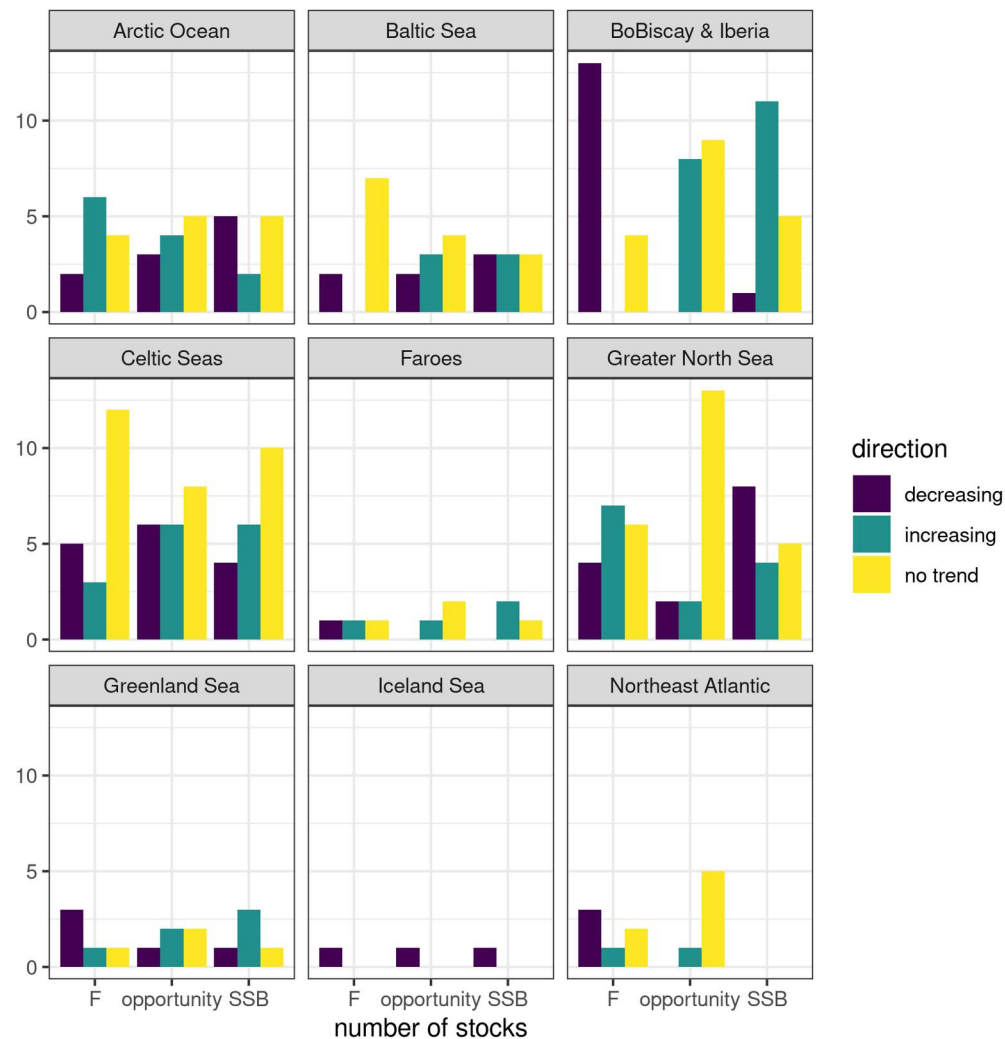 Arctic Ocean
Baltic Sea
BoBiscay & Iberia
10
5
0
Celtic Seas
Faroes
Greater North Sea
10
5
0
direction
decreasing
increasing
no trend
Greenland Sea
Iceland Sea
Northeast Atlantic
10
5
0
F opportunity SSB
F opportunity SSB
F opportunity SSB
number of stocks